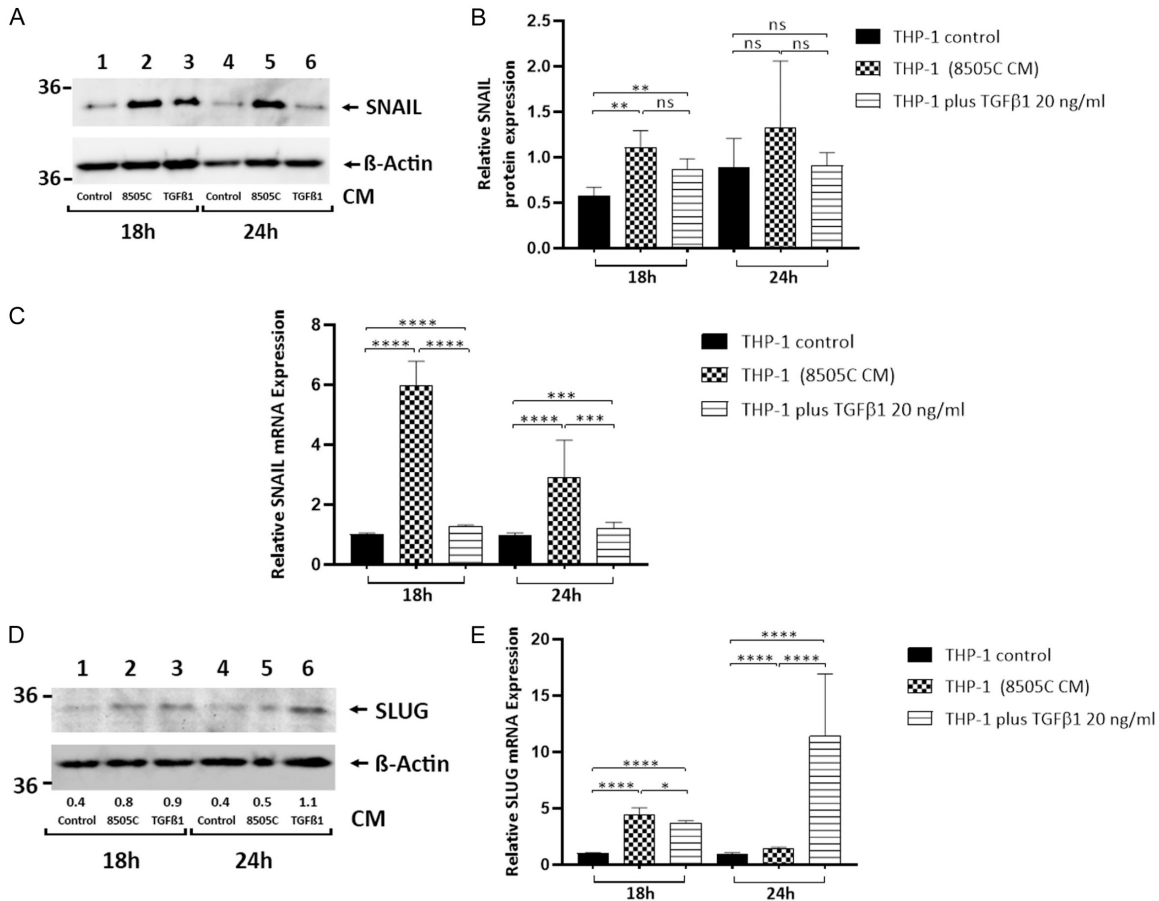 A
1 2 3 4 5 6
36
SNAIL
ß-Actin
36
Control 8505C TGFß1 Control 8505C TGFß1 CM
18h 24h
B
Relative SNAIL
protein expression
2.5
2.0
1.5
1.0
0.5
0.0
** ns
** ns ns ns
18h 24h
THP-1 control
THP-1 (8505C CM)
THP-1 plus TGFβ1 20 ng/ml
C
Relative SNAIL mRNA Expression
8
6
4
2
0
****
**** ****
***
**** ***
18h 24h
THP-1 control
THP-1 (8505C CM)
THP-1 plus TGFβ1 20 ng/ml
D
1 2 3 4 5 6
36
SLUG
ß-Actin
36
0.4 0.8 0.9 0.4 0.5 1.1
Control 8505C TGFß1 Control 8505C TGFß1 CM
18h 24h
E
Relative SLUG mRNA Expression
20
15
10
5
0
****
**** ****
****
**** *
18h 24h
THP-1 control
THP-1 (8505C CM)
THP-1 plus TGFβ1 20 ng/ml